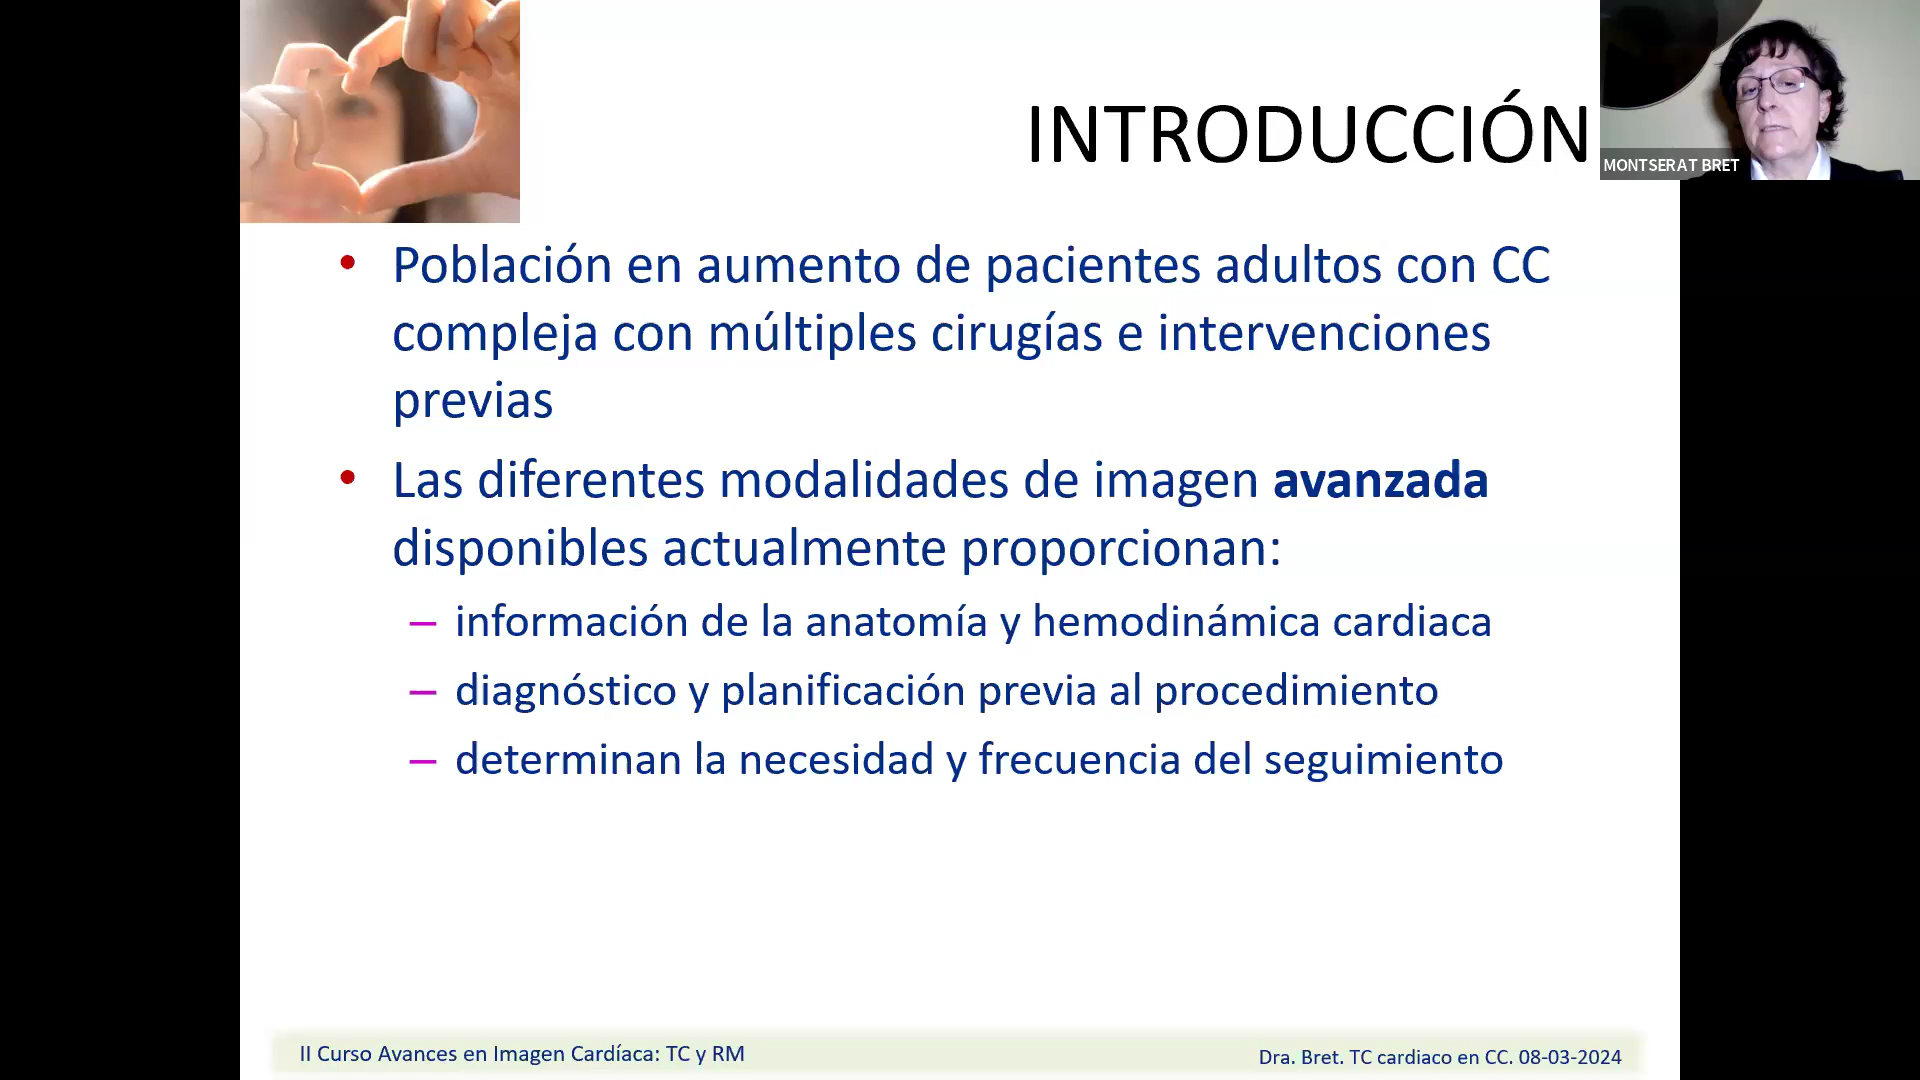 INTRODUCCIÓN
MONTSERAT BRET
• Población en aumento de pacientes adultos con CC
compleja con múltiples cirugías e intervenciones
previas
• Las diferentes modalidades de imagen avanzada
disponibles actualmente proporcionan:
– información de la anatomía y hemodinámica cardiaca
– diagnóstico y planificación previa al procedimiento
– determinan la necesidad y frecuencia del seguimiento
II Curso Avances en Imagen Cardíaca: TC y RM
Dra. Bret. TC cardiaco en CC. 08-03-2024